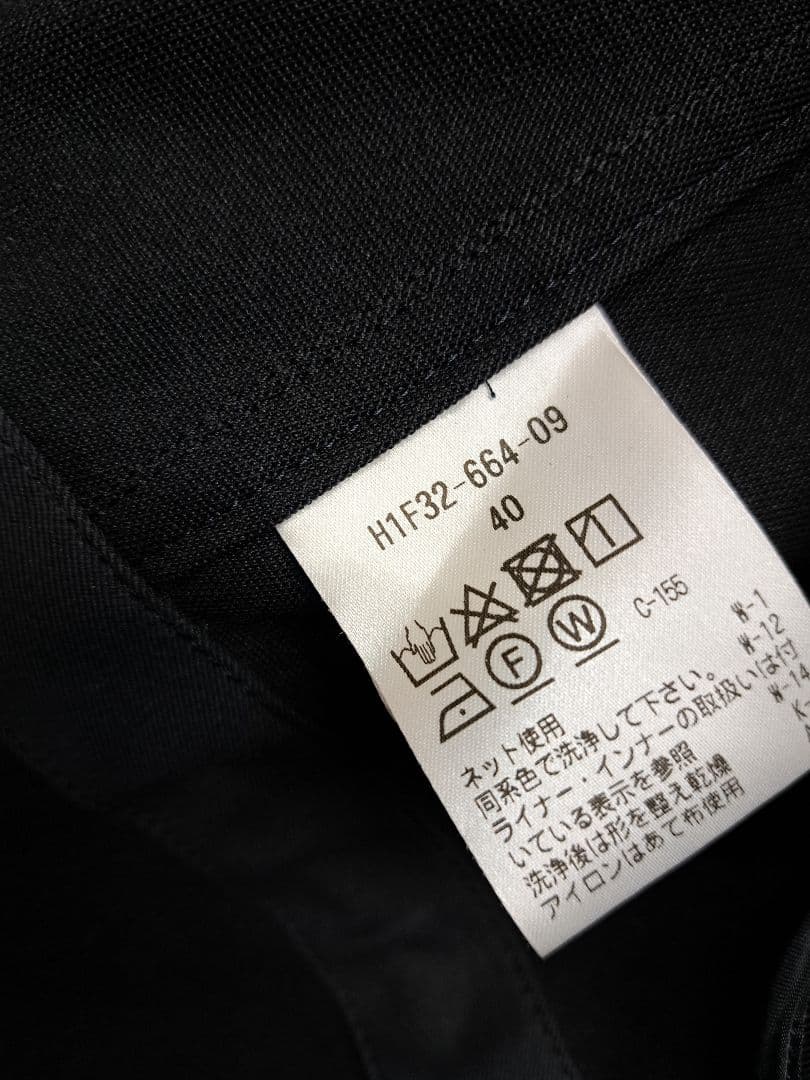 H1F32-664-09
40
F W C-155
ネット使用
同系色で洗浄して下さい。
ライナー・インナーの取扱いは付
いている表示を参照
洗浄後は形を整え乾燥
アイロンはあて布使用
W-1
W-12
W-14
K-